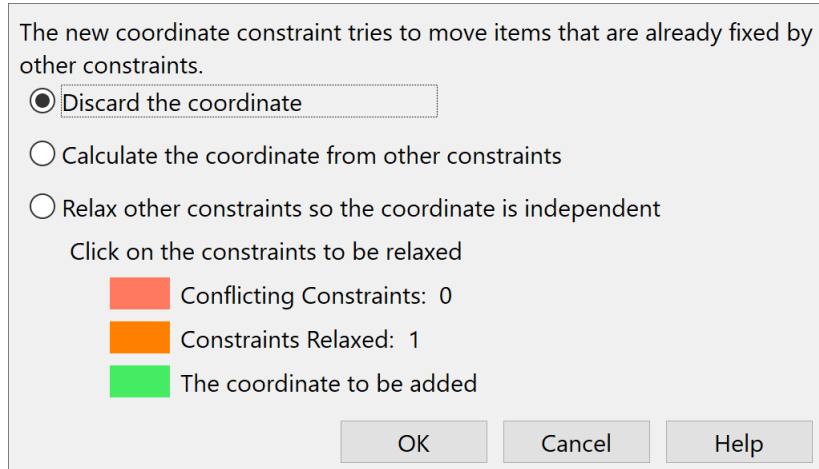 The new coordinate constraint tries to move items that are already fixed by
other constraints.
Discard the coordinate
Calculate the coordinate from other constraints
Relax other constraints so the coordinate is independent
Click on the constraints to be relaxed
Conflicting Constraints: 0
Constraints Relaxed: 1
The coordinate to be added
OK Cancel Help